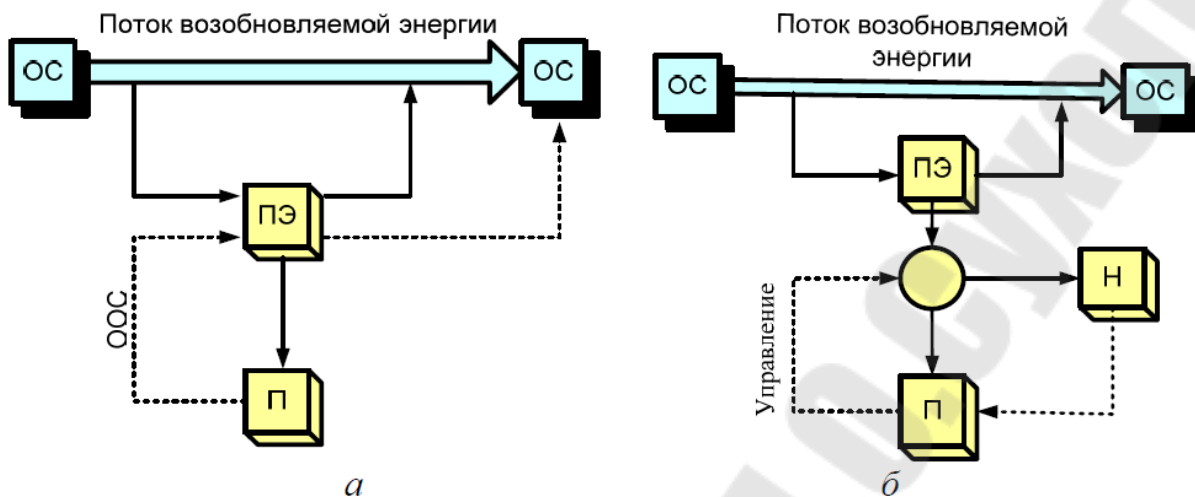 Поток возобновляемой энергии
ОС
ОС
ПЭ
ООС
П
а
Поток возобновляемой
энергии
ОС
ОС
ПЭ
Н
Управление
П
б